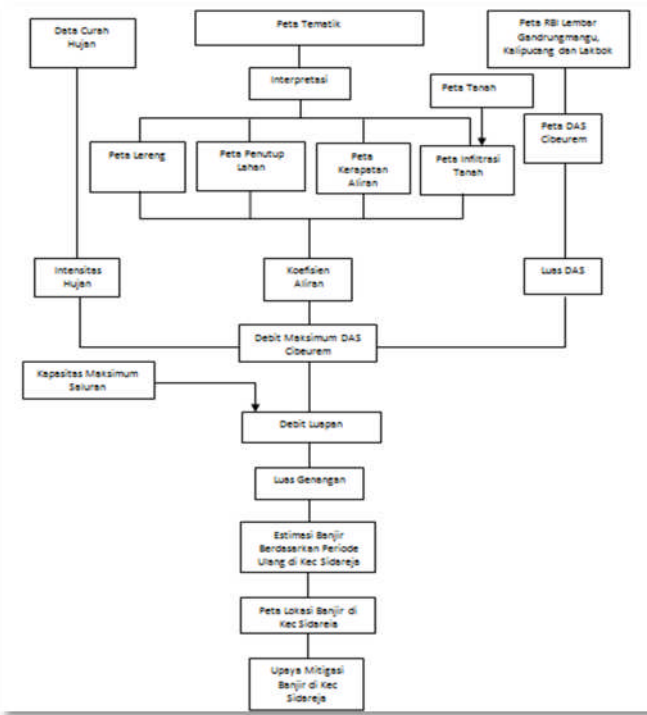 Data Curah
Hujan
Peta Tematik
Peta RBI Lembar
Gandrungmangu,
Kalipucang dan Lakbok
Interpretasi
Peta Tanah
Peta DAS
Cibeurem
Peta Lereng
Peta Penutup
Lahan
Peta
Kerapatan
Aliran
Peta Infiltrasi
Tanah
Intensitas
Hujan
Koefisien
Aliran
Luas DAS
Debit Maksimum DAS
Cibeurem
Kapasitas Maksimum
Saluran
Debit Luapan
Luas Genangan
Estimasi Banjir
Berdasarkan Periode
Ulang di Kec Sidareja
Peta Lokasi Banjir di
Kec Sidareja
Upaya Mitigasi
Banjir di Kec
Sidareja